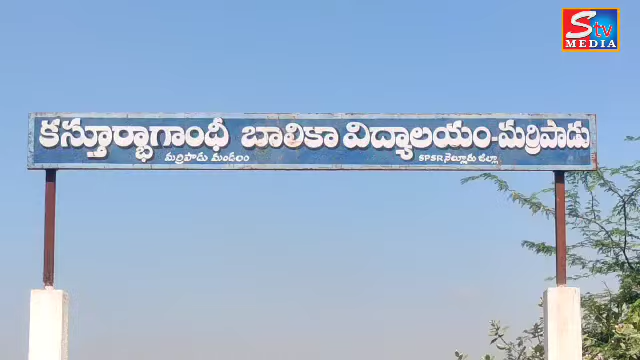 Stv
MEDIA
కస్తూర్బాగాంధీ బాలికా విద్యాలయం-మర్రిపాడు
మర్రిపాడు మండలం SPSR.నెల్లూరు జిల్లా